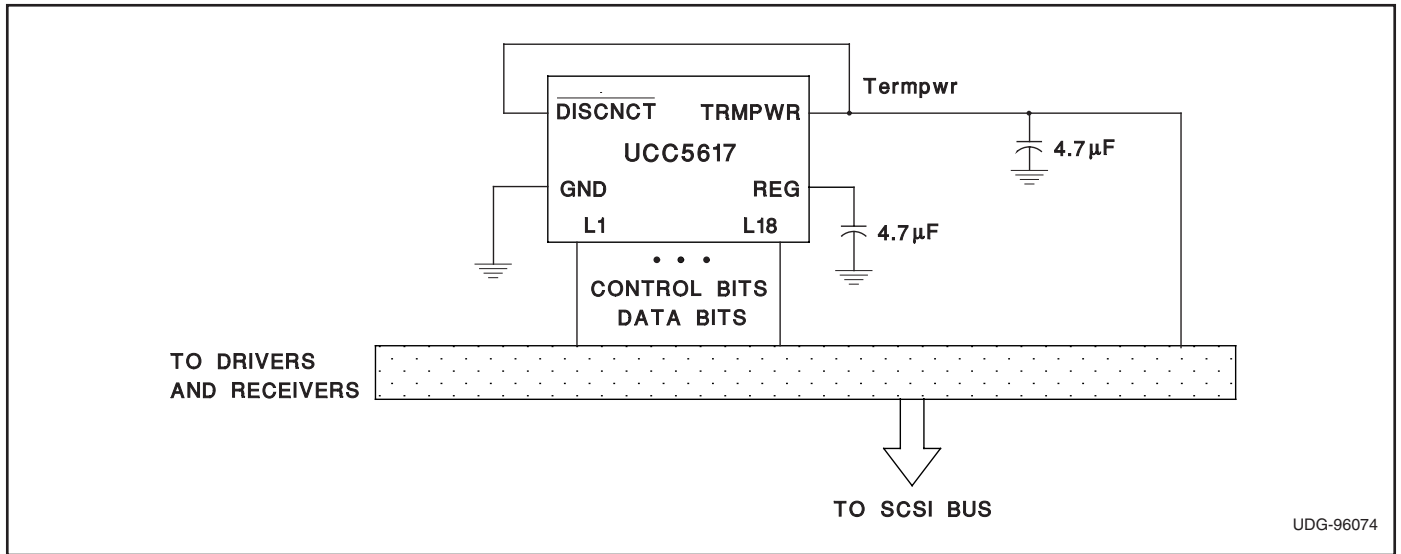 Termpwr
DISCNCT TRMPWR
UCC5617
4.7µF
GND REG
L1 L18
4.7µF
• • •
CONTROL BITS
DATA BITS
TO DRIVERS
AND RECEIVERS
TO SCSI BUS
UDG-96074